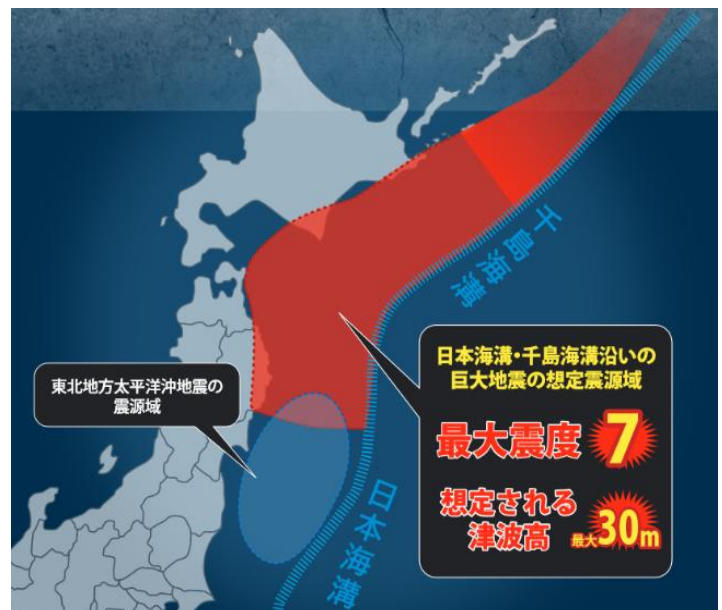 千島海溝
日本海溝・千島海溝沿いの
巨大地震の想定震源域
東北地方太平洋沖地震の
震源域
最大震度 7
想定される
津波高 最大30m
日本海溝